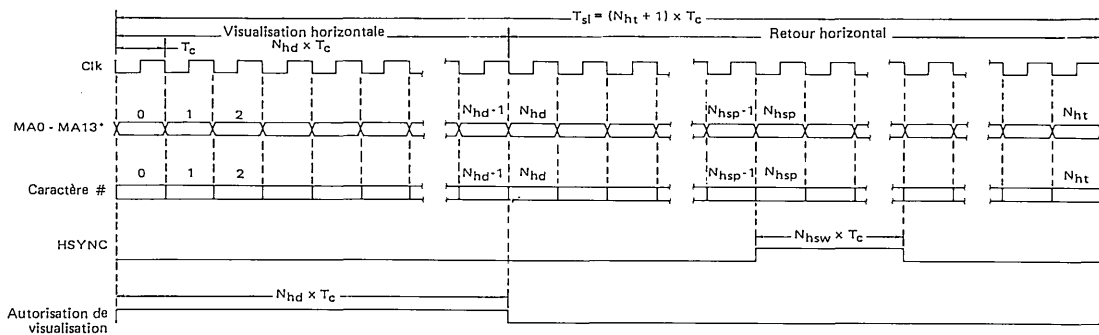 T_sl = (N_ht + 1) x T_c
Visualisation horizontale
Retour horizontal
T_c
N_hd x T_c
Clk
0 1 2 N_hd-1 N_hd N_hsp-1 N_hsp N_ht
MA0 - MA13*
0 1 2 N_hd-1 N_hd N_hsp-1 N_hsp N_ht
Caractère #
N_hsw x T_c
HSYNC
N_hd x T_c
Autorisation de
visualisation